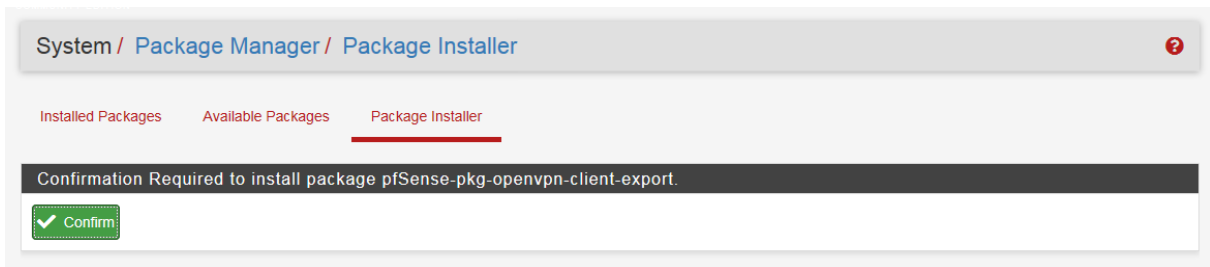 System / Package Manager / Package Installer
Installed Packages Available Packages Package Installer
Confirmation Required to install package pfSense-pkg-openvpn-client-export.
Confirm